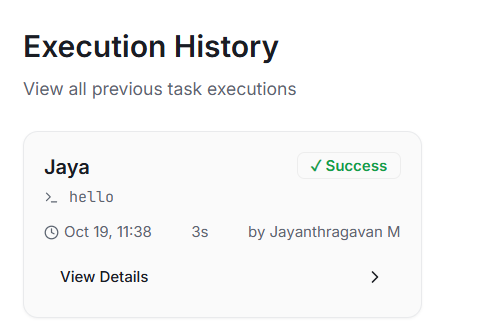 Execution History
View all previous task executions
Jaya
✓ Success
>_ hello
Oct 19, 11:38 3s by Jayanthragavan M
View Details